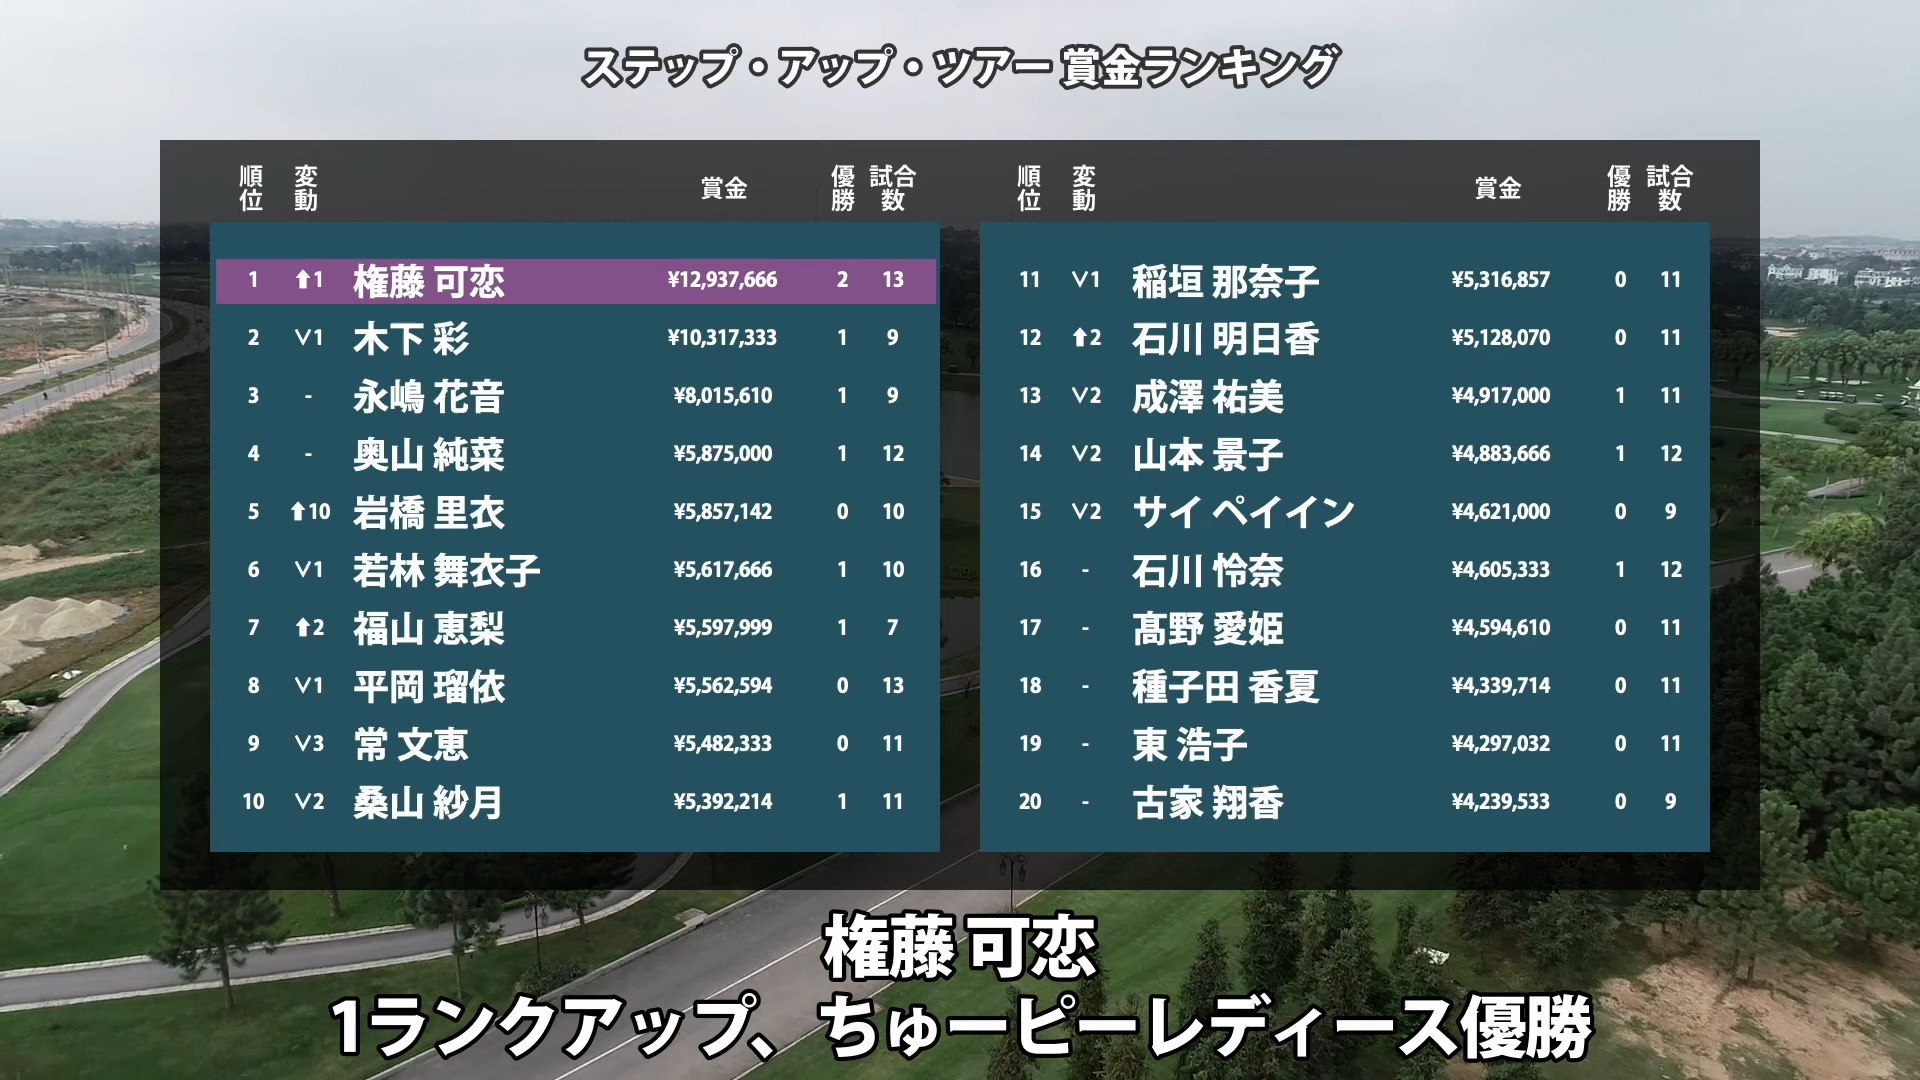 ステップ・アップ・ツアー 賞金ランキング
順位 変動 賞金 優勝 試合数
1 ⬆1 権藤 可恋 ¥12,937,666 2 13
2 ∨1 木下 彩 ¥10,317,333 1 9
3 - 永嶋 花音 ¥8,015,610 1 9
4 - 奥山 純菜 ¥5,875,000 1 12
5 ⬆10 岩橋 里衣 ¥5,857,142 0 10
6 ∨1 若林 舞衣子 ¥5,617,666 1 10
7 ⬆2 福山 恵梨 ¥5,597,999 1 7
8 ∨1 平岡 瑠依 ¥5,562,594 0 13
9 ∨3 常 文恵 ¥5,482,333 0 11
10 ∨2 桑山 紗月 ¥5,392,214 1 11
順位 変動 賞金 優勝 試合数
11 ∨1 稲垣 那奈子 ¥5,316,857 0 11
12 ⬆2 石川 明日香 ¥5,128,070 0 11
13 ∨2 成澤 祐美 ¥4,917,000 1 11
14 ∨2 山本 景子 ¥4,883,666 1 12
15 ∨2 サイ ペイイン ¥4,621,000 0 9
16 - 石川 怜奈 ¥4,605,333 1 12
17 - 髙野 愛姫 ¥4,594,610 0 11
18 - 種子田 香夏 ¥4,339,714 0 11
19 - 東 浩子 ¥4,297,032 0 11
20 - 古家 翔香 ¥4,239,533 0 9
権藤 可恋
1ランクアップ、ちゅーピーレディース優勝